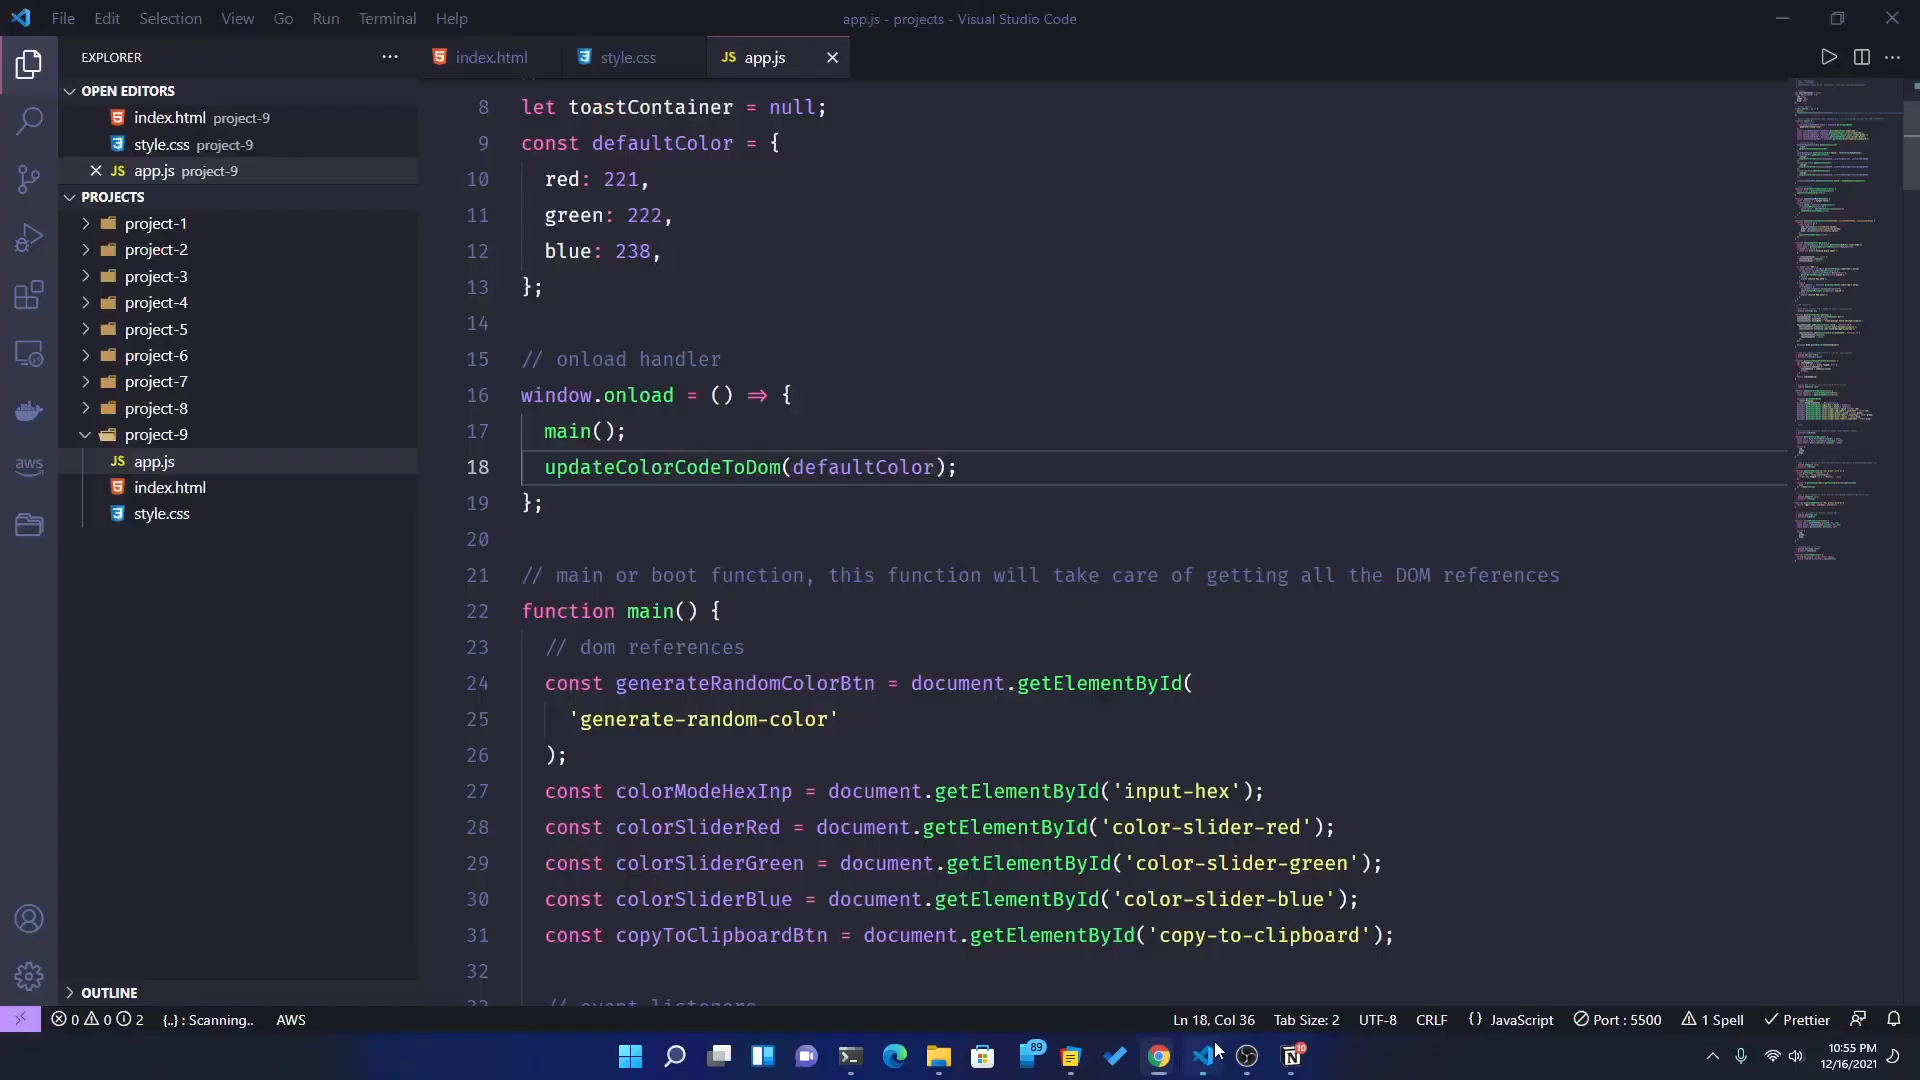 File Edit Selection View Go Run Terminal Help
app.js - projects - Visual Studio Code
EXPLORER
OPEN EDITORS
index.html project-9
style.css project-9
JS app.js project-9
PROJECTS
project-1
project-2
project-3
project-4
project-5
project-6
project-7
project-8
project-9
JS app.js
index.html
style.css
OUTLINE
aws
index.html
style.css
JS app.js
8 let toastContainer = null;
9 const defaultColor = {
10 red: 221,
11 green: 222,
12 blue: 238,
13 };
14
15 // onload handler
16 window.onload = () => {
17 main();
18 updateColorCodeToDom(defaultColor);
19 };
20
21 // main or boot function, this function will take care of getting all the DOM references
22 function main() {
23 // dom references
24 const generateRandomColorBtn = document.getElementById(
25 'generate-random-color'
26 );
27 const colorModeHexInp = document.getElementById('input-hex');
28 const colorSliderRed = document.getElementById('color-slider-red');
29 const colorSliderGreen = document.getElementById('color-slider-green');
30 const colorSliderBlue = document.getElementById('color-slider-blue');
31 const copyToClipboardBtn = document.getElementById('copy-to-clipboard');
32
33 // event listeners
0 0 2 {..} : Scanning.. AWS
Ln 18, Col 36 Tab Size: 2 UTF-8 CRLF {} JavaScript Port : 5500 1 Spell Prettier
89
10
10:55 PM
12/16/2021